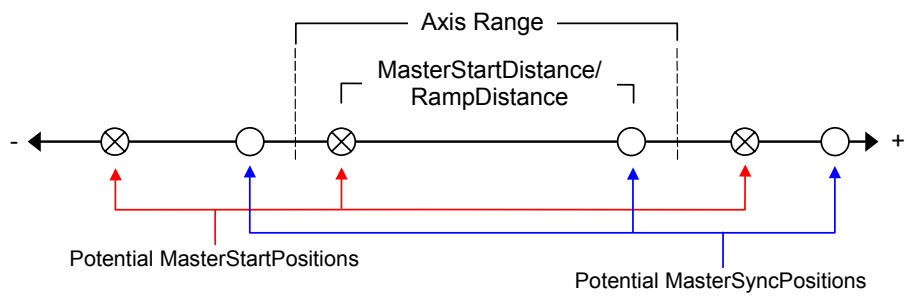 Axis Range
MasterStartDistance/
RampDistance
-
+
Potential MasterStartPositions
Potential MasterSyncPositions